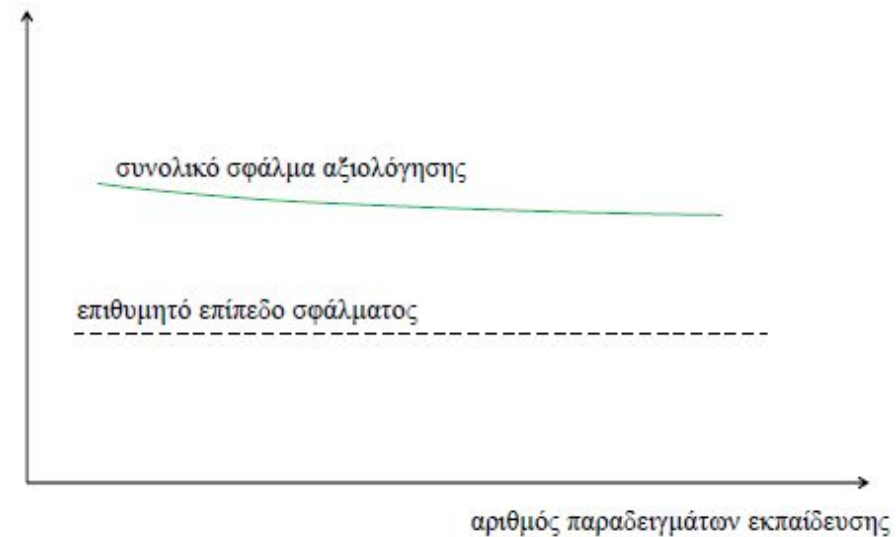 συνολικό σφάλμα αξιολόγησης
επιθυμητό επίπεδο σφάλματος
αριθμός παραδειγμάτων εκπαίδευσης